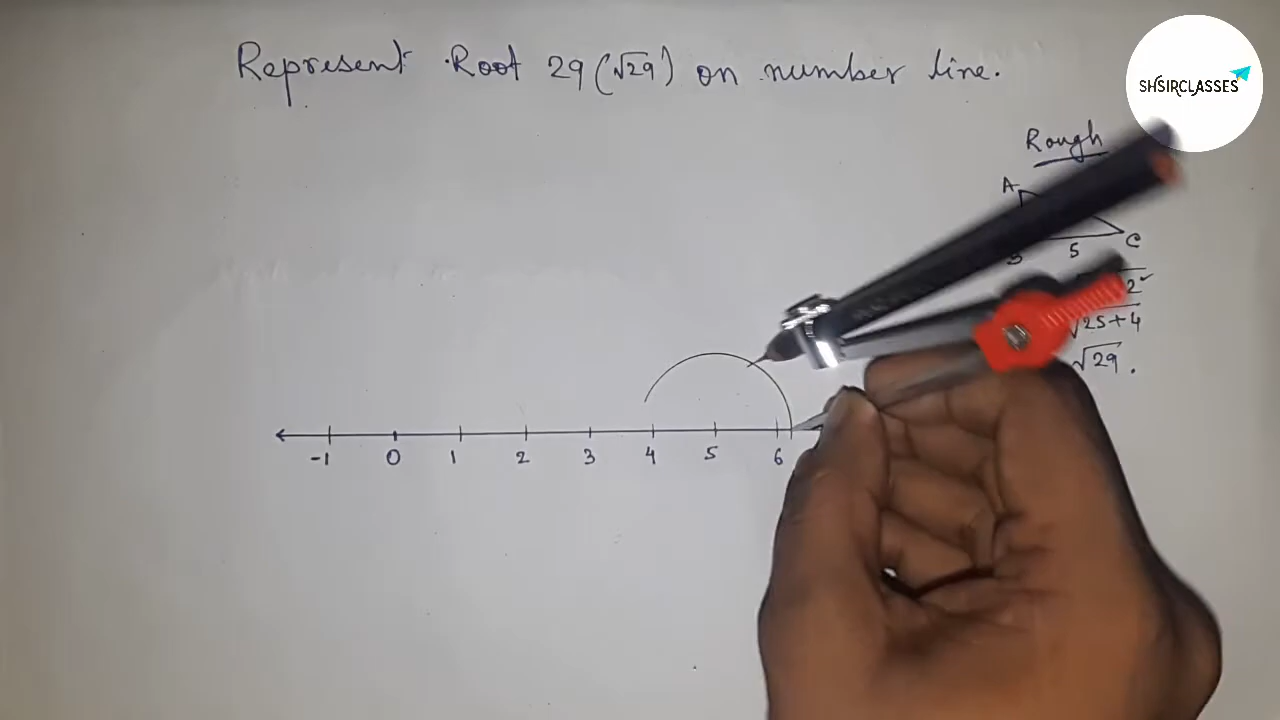 Represent Root 29 (√29) on number line.
SHSIRCLASSES
Rough
A
C
5
2
√25+4
√29.
-1 0 1 2 3 4 5 6